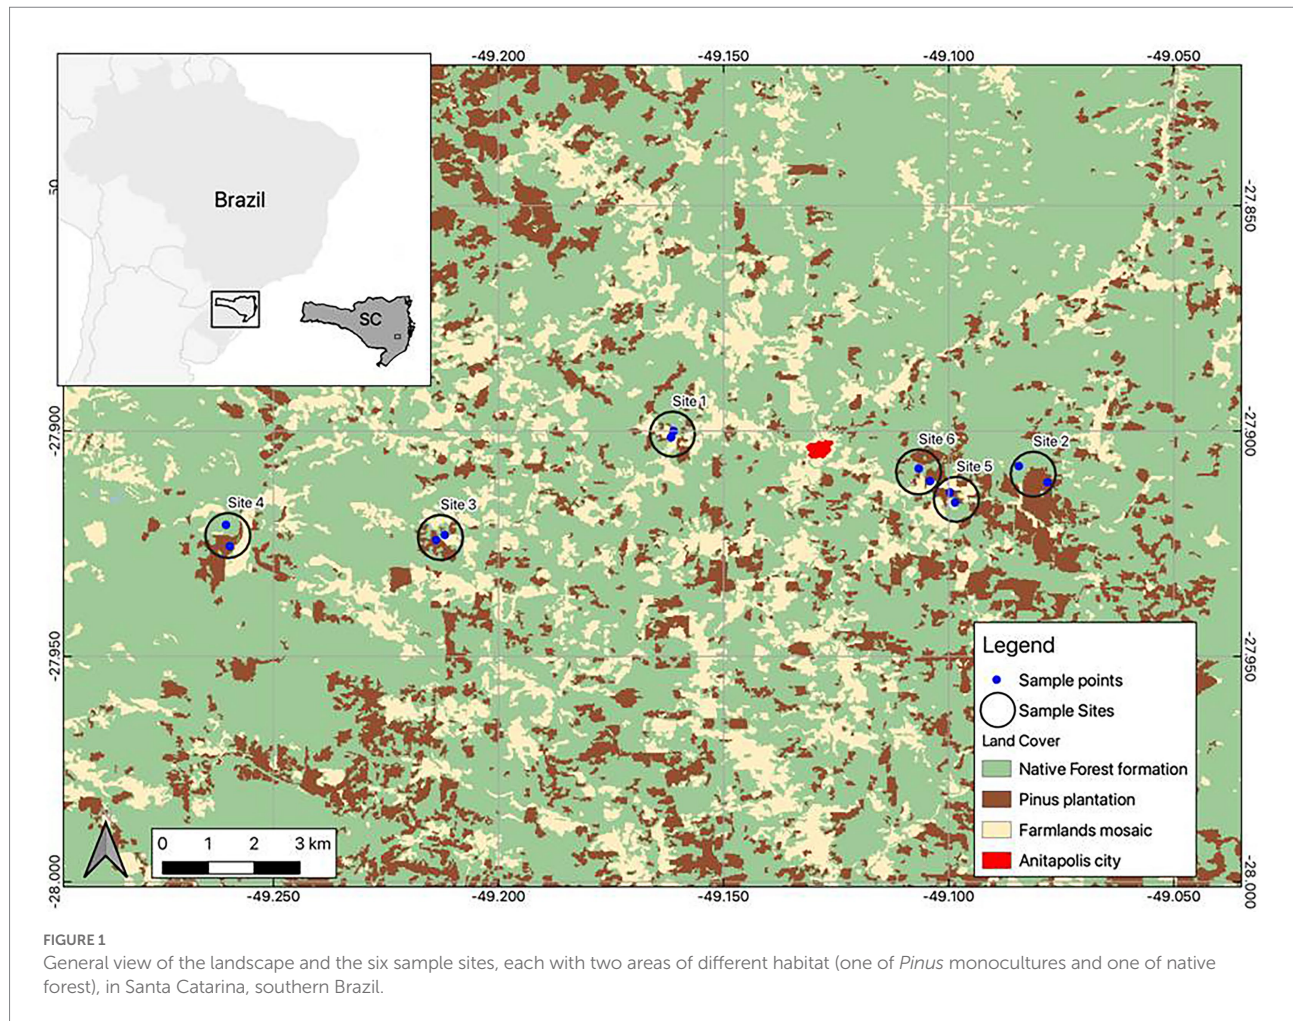 -49.200
-49.150
-49.100
-49.050
Brazil
SC
-27.850
-27.900
-27.900
Site 1
Site 6
Site 2
Site 5
Site 4
Site 3
-27.950
-27.950
Legend
Sample points
Sample Sites
Land Cover
Native Forest formation
Pinus plantation
Farmlands mosaic
Anitapolis city
0 1 2 3 km
-28.000
-28.000
-49.250
-49.200
-49.150
-49.100
-49.050
FIGURE 1
General view of the landscape and the six sample sites, each with two areas of different habitat (one of Pinus monocultures and one of native
forest), in Santa Catarina, southern Brazil.